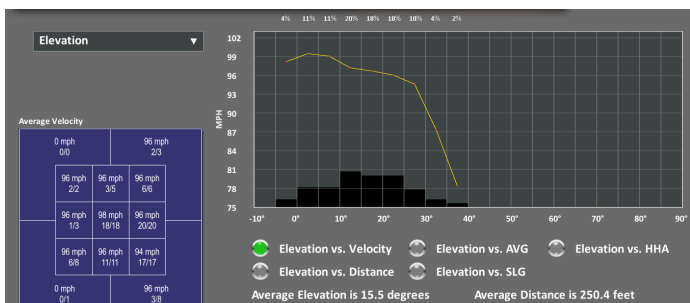 4% 11% 11% 20% 18% 18% 10% 4% 2%
Elevation ▼
102
99
96
93
90
87
84
81
78
75
MPH
-10° 0° 10° 20° 30° 40° 50° 60° 70° 80°
Average Velocity
0 mph 96 mph
0/0 2/3
96 mph 96 mph 96 mph
2/2 3/5 6/6
96 mph 98 mph 96 mph
1/3 18/18 20/20
96 mph 96 mph 94 mph
6/8 11/11 17/17
0 mph 96 mph
0/1 3/8
Elevation vs. Velocity Elevation vs. AVG Elevation vs. HHA
Elevation vs. Distance Elevation vs. SLG
Average Elevation is 15.5 degrees Average Distance is 250.4 feet